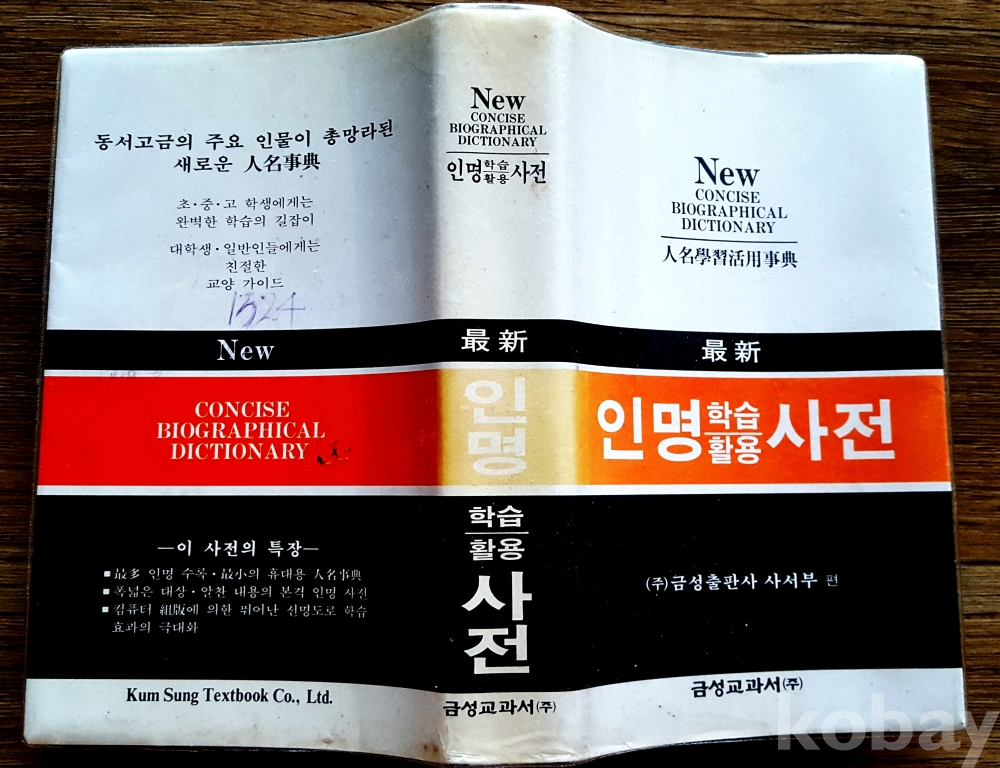 동서고금의 주요 인물이 총망라된
새로운 人名事典
초·중·고 학생에게는
완벽한 학습의 길잡이
대학생·일반인들에게는
친절한
교양 가이드
1324
New
CONCISE
BIOGRAPHICAL
DICTIONARY
—이 사전의 특장—
■最多 인명 수록·最小의 휴대용 人名事典
■폭넓은 대상·알찬 내용의 본격 인명 사전
■컴퓨터 組版에 의한 뛰어난 선명도로 학습
효과의 극대화
Kum Sung Textbook Co., Ltd.
New
CONCISE
BIOGRAPHICAL
DICTIONARY
인명학습활용사전
最新
인명
학습
활용
사전
금성교과서(주)
New
CONCISE
BIOGRAPHICAL
DICTIONARY
人名學習活用事典
最新
인명학습활용사전
(주)금성출판사 사서부 편
금성교과서(주)
kobay